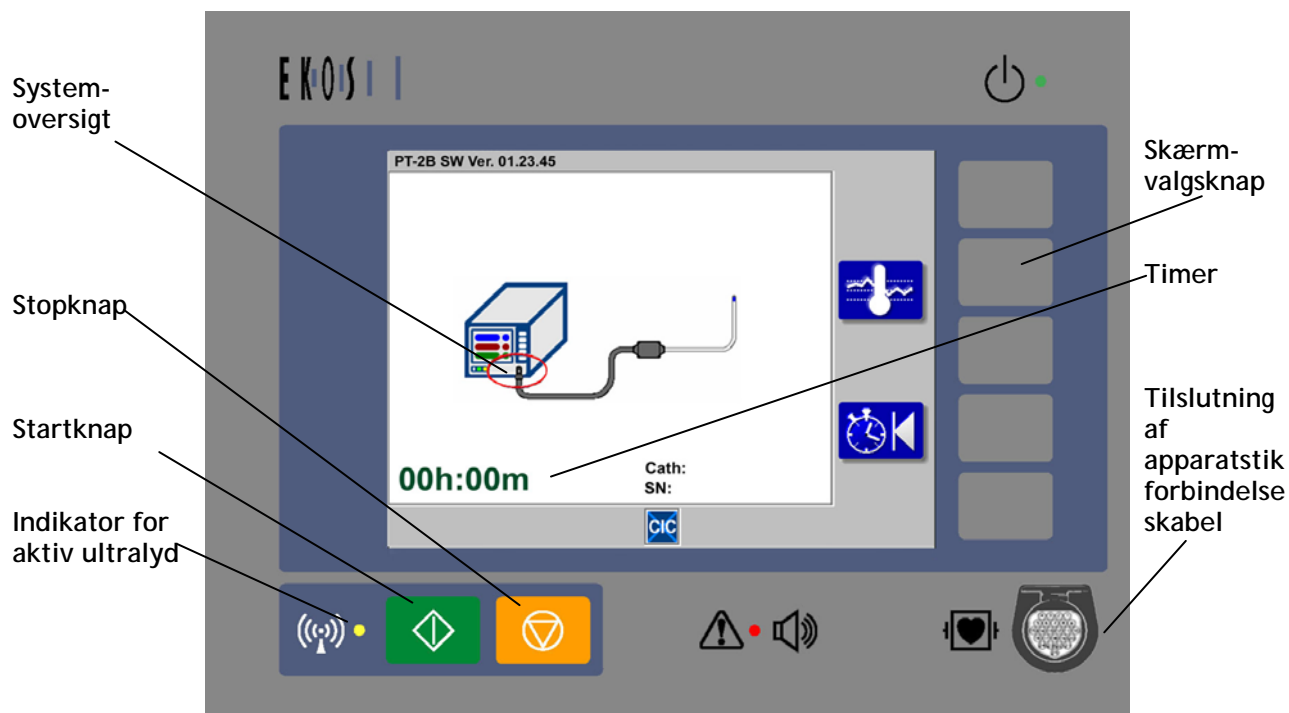 EKOS
System-
oversigt
Stopknap
Startknap
Indikator for
aktiv ultralyd
PT-2B SW Ver. 01.23.45
00h:00m
Cath:
SN:
CIC
Skærm-
valgsknap
Timer
Tilslutning
af
apparatstik
forbindelse
skabel